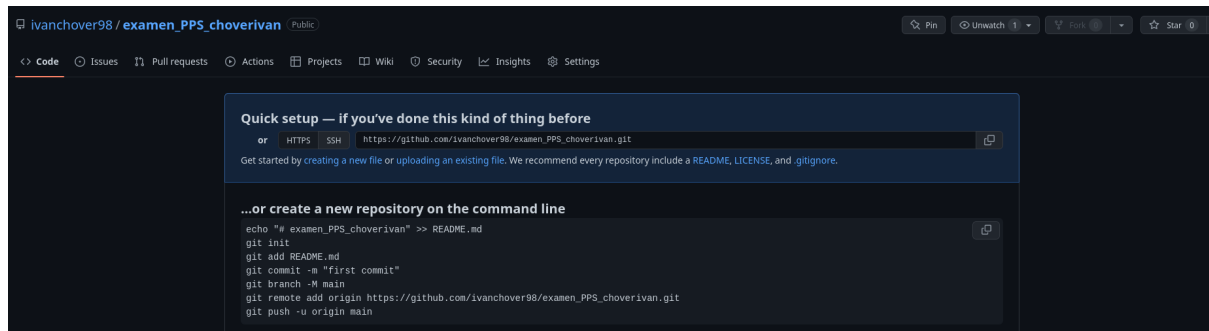 ivanchover98 / examen_PPS_choverivan Public
Pin Unwatch 1 Fork 0 Star 0
Code Issues Pull requests Actions Projects Wiki Security Insights Settings
Quick setup — if you’ve done this kind of thing before
or HTTPS SSH https://github.com/ivanchover98/examen_PPS_choverivan.git
Get started by creating a new file or uploading an existing file. We recommend every repository include a README, LICENSE, and .gitignore.
...or create a new repository on the command line
echo "# examen_PPS_choverivan" >> README.md
git init
git add README.md
git commit -m "first commit"
git branch -M main
git remote add origin https://github.com/ivanchover98/examen_PPS_choverivan.git
git push -u origin main